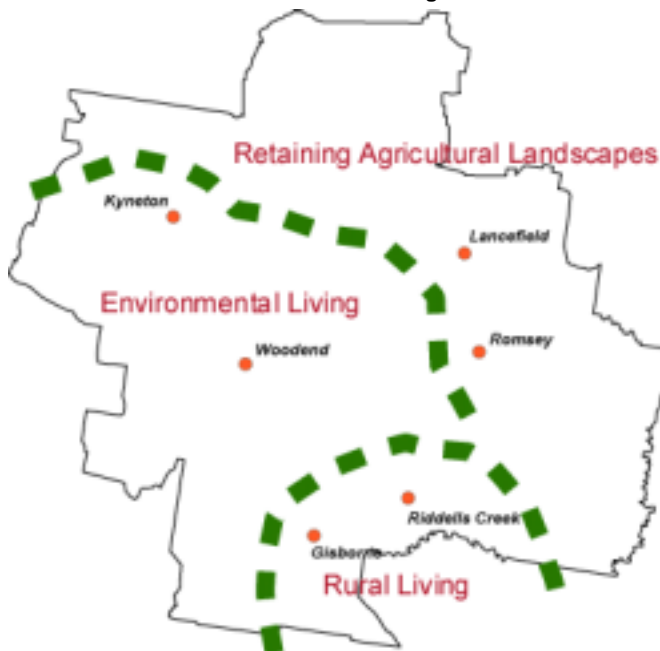 Retaining Agricultural Landscapes
Kyneton
Lancefield
Environmental Living
Romsey
Woodend
Riddells Creek
Gisborne
Rural Living